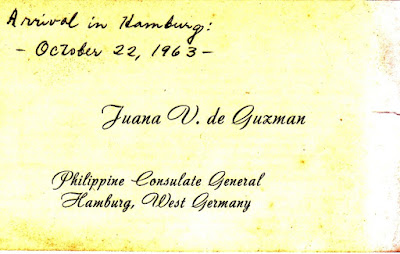 Arrival in Hamburg:
- October 22, 1963 -
Juana V. de Guzman
Philippine Consulate General
Hamburg, West Germany